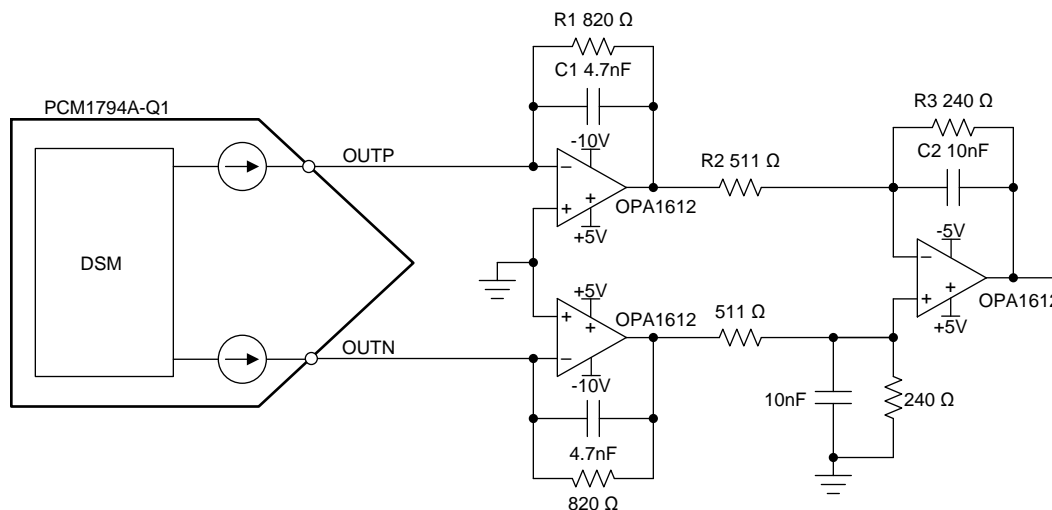 R1 820 Ω
C1 4.7nF
PCM1794A-Q1
R3 240 Ω
C2 10nF
-10V
OUTP
R2 511 Ω
−
+
+
OPA1612
+5V
-5V
DSM
−
+
+
+5V
OPA1612
511 Ω
OPA1612
+5V
+
+
−
OUTN
-10V
10nF
240 Ω
4.7nF
820 Ω